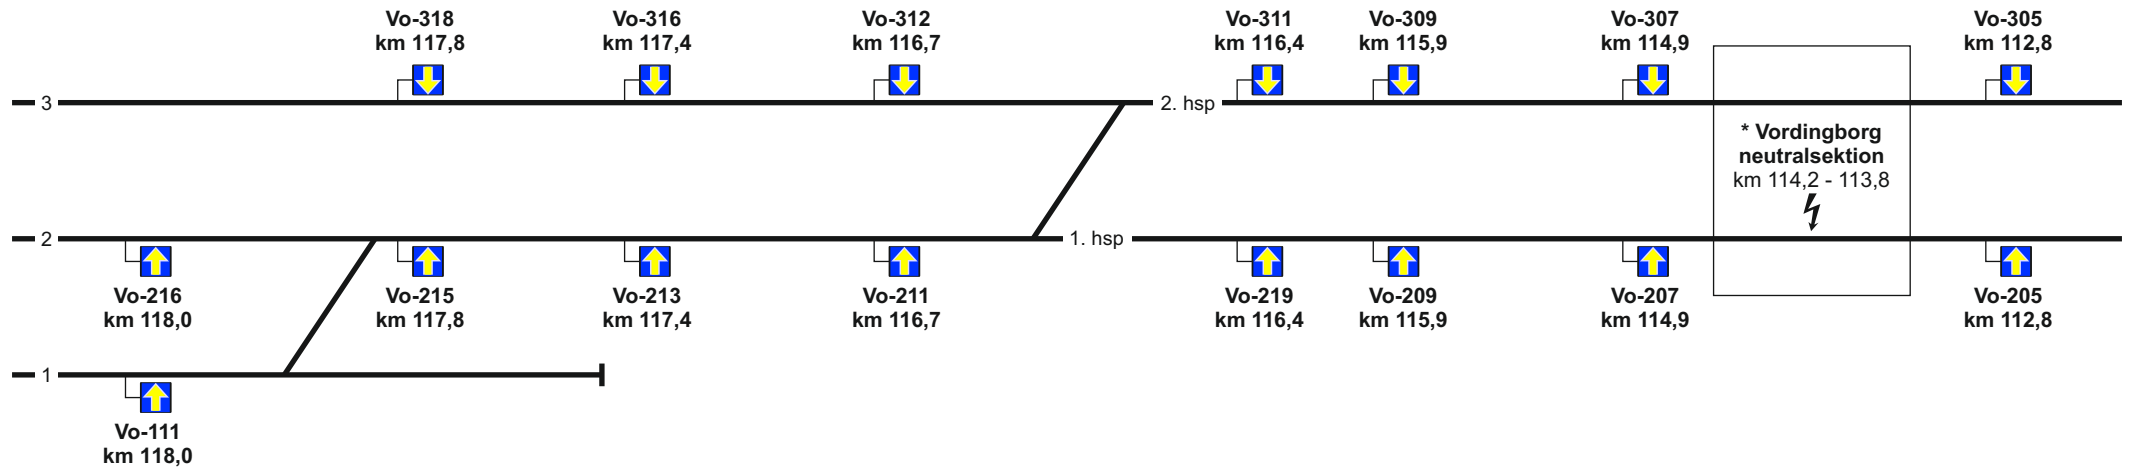 Vo-318
km 117,8
Vo-316
km 117,4
Vo-312
km 116,7
Vo-311
km 116,4
Vo-309
km 115,9
Vo-307
km 114,9
Vo-305
km 112,8
3
2. hsp
* Vordingborg
neutralsektion
km 114,2 - 113,8
2
1. hsp
Vo-216
km 118,0
Vo-215
km 117,8
Vo-213
km 117,4
Vo-211
km 116,7
Vo-219
km 116,4
Vo-209
km 115,9
Vo-207
km 114,9
Vo-205
km 112,8
1
Vo-111
km 118,0